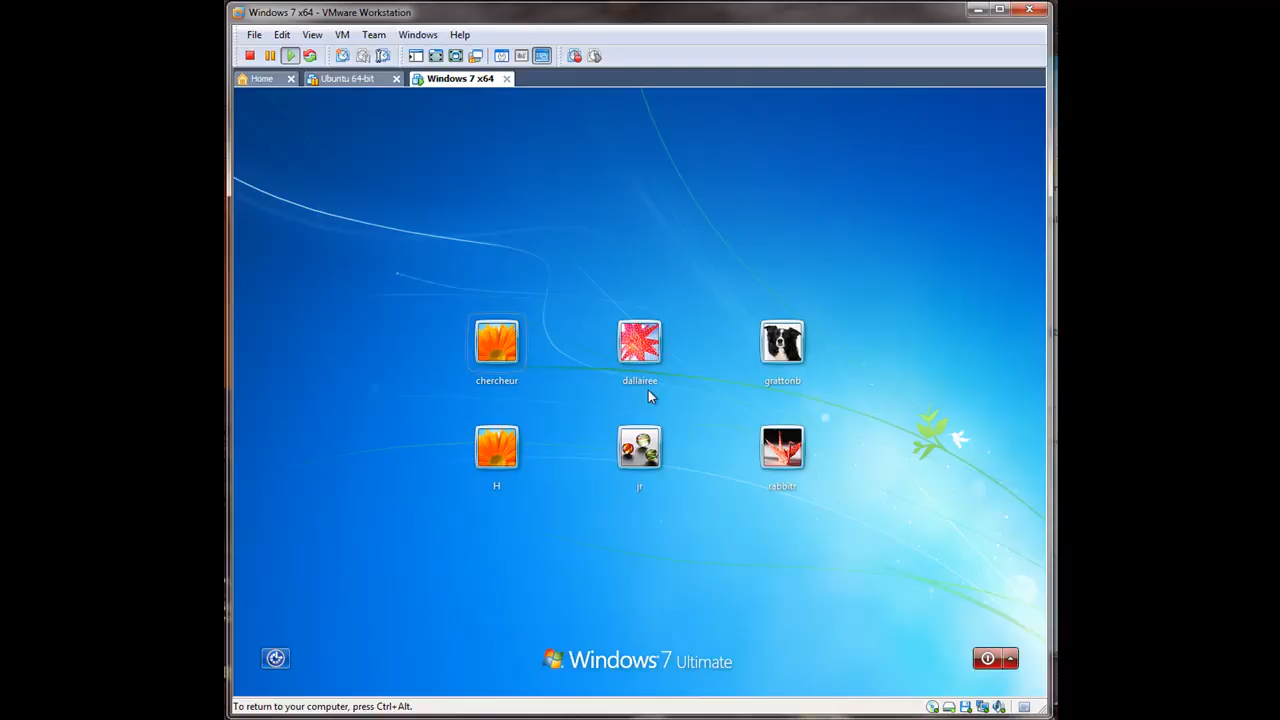 Windows 7 x64 - VMware Workstation
File Edit View VM Team Windows Help
Home Ubuntu 64-bit Windows 7 x64
chercheur dallairee grattonb
H jr rabbitr
Windows 7 Ultimate
To return to your computer, press Ctrl+Alt.